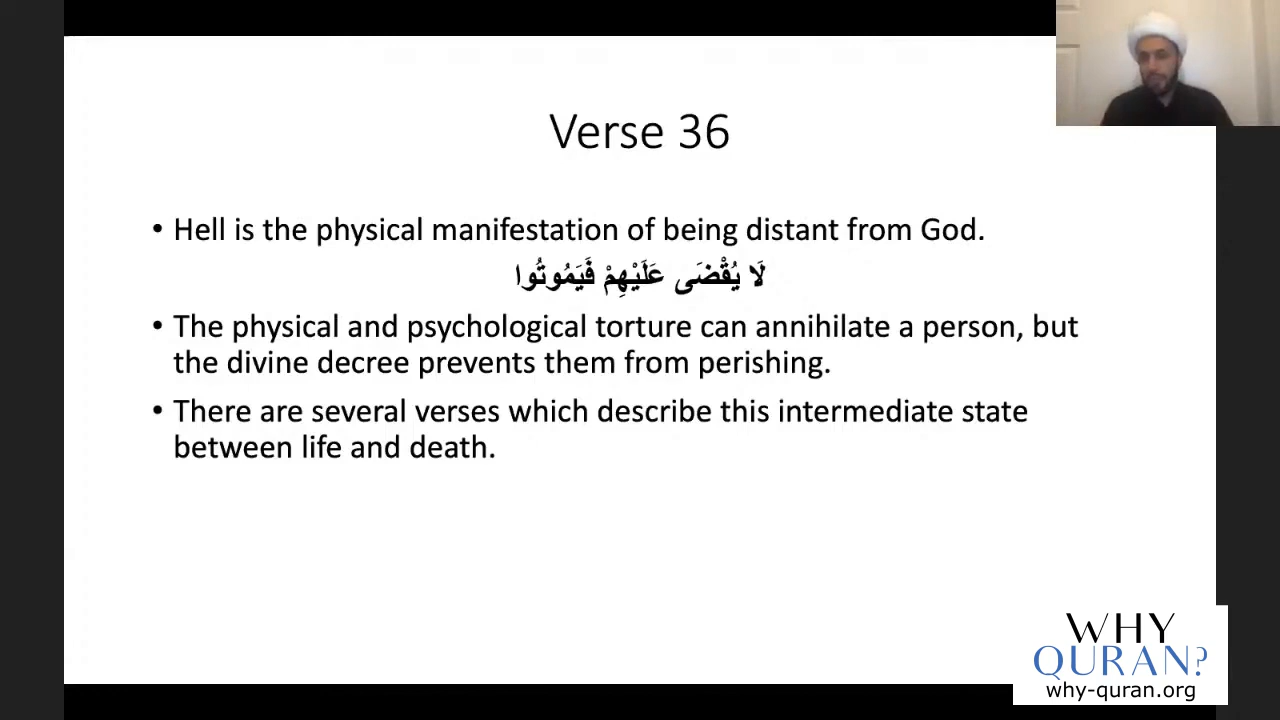 Verse 36
• Hell is the physical manifestation of being distant from God.
لَا يُقْضَى عَلَيْهِمْ فَيَمُوتُوا
• The physical and psychological torture can annihilate a person, but
the divine decree prevents them from perishing.
• There are several verses which describe this intermediate state
between life and death.
WHY
QURAN?
why-quran.org